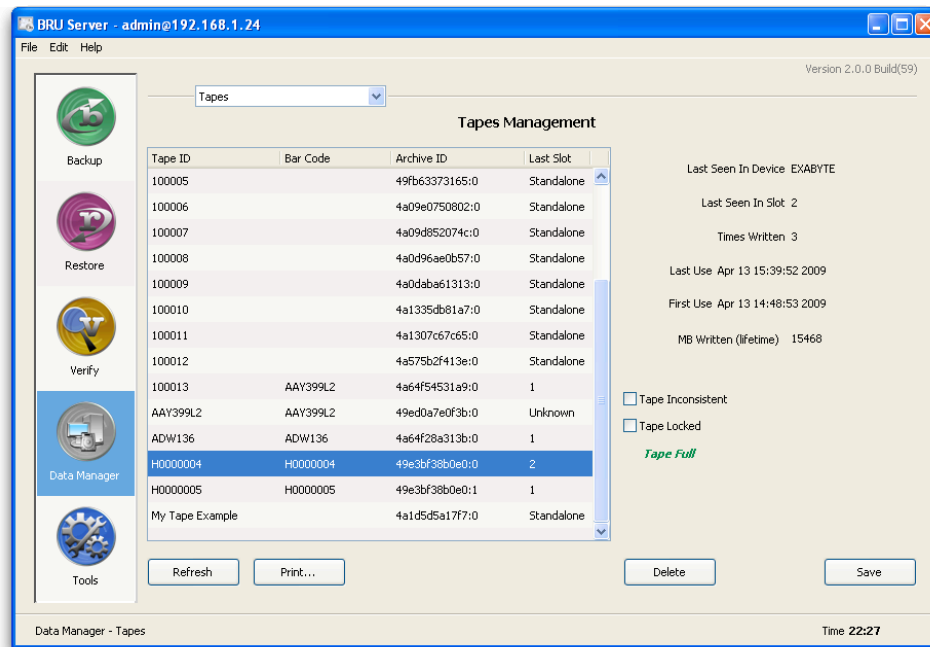 BRU Server - admin@192.168.1.24
File Edit Help
Version 2.0.0 Build(59)
Tapes
Tapes Management
Backup
Restore
Verify
Data Manager
Tools
Tape ID Bar Code Archive ID Last Slot
100005 49fb63373165:0 Standalone
100006 4a09e0750802:0 Standalone
100007 4a09d852074c:0 Standalone
100008 4a0d96ae0b57:0 Standalone
100009 4a0daba61313:0 Standalone
100010 4a1335db81a7:0 Standalone
100011 4a1307c67c65:0 Standalone
100012 4a575b2f413e:0 Standalone
100013 AAY399L2 4a64f54531a9:0 1
AAY399L2 AAY399L2 49ed0a7e0f3b:0 Unknown
ADW136 ADW136 4a64f28a313b:0 1
H0000004 H0000004 49e3bf38b0e0:0 2
H0000005 H0000005 49e3bf38b0e0:1 1
My Tape Example 4a1d5d5a17f7:0 Standalone
Last Seen In Device EXABYTE
Last Seen In Slot 2
Times Written 3
Last Use Apr 13 15:39:52 2009
First Use Apr 13 14:48:53 2009
MB Written (lifetime) 15468
Tape Inconsistent
Tape Locked
Tape Full
Refresh Print... Delete Save
Data Manager - Tapes Time 22:27